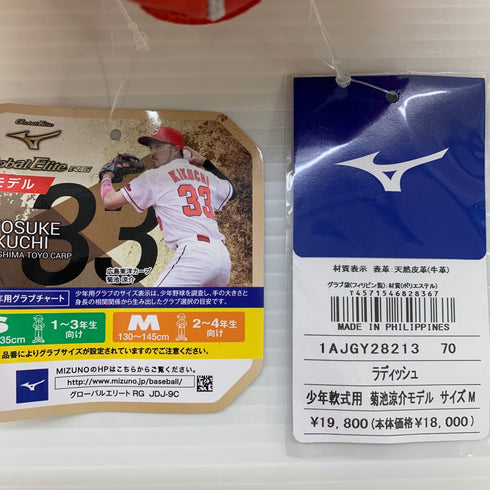 GlobalElite
GlobalElite RG
モデル
33
OSUKE
KUCHI
SHIMA TOYO CARP
KIKUCHI
33
広島東洋カープ
菊池 涼介
年用グラブチャート
少年用グラブのサイズ表示は、少年野球を調査し、手の大きさと
身長の相関関係から生み出したグラブ選択の目安です。
S
35cm
1~3年生
向け
M
130~145cm
2~4年生
向け
品番によりグラブサイズが設定されていますのでご注意ください。
MIZUNOのHPはこちらからご覧ください。
http://www.mizuno.jp/baseball/
グローバルエリート RG JDJ-9C
MIZUNO
材質表示 表革:天然皮革(牛革)
グラブ袋(フィリピン製):材質(ポリエステル)
T4571546828367
MADE IN PHILIPPINES
1AJGY28213 70
ラディッシュ
少年軟式用 菊池涼介モデル サイズM
¥19,800(本体価格¥18,000)